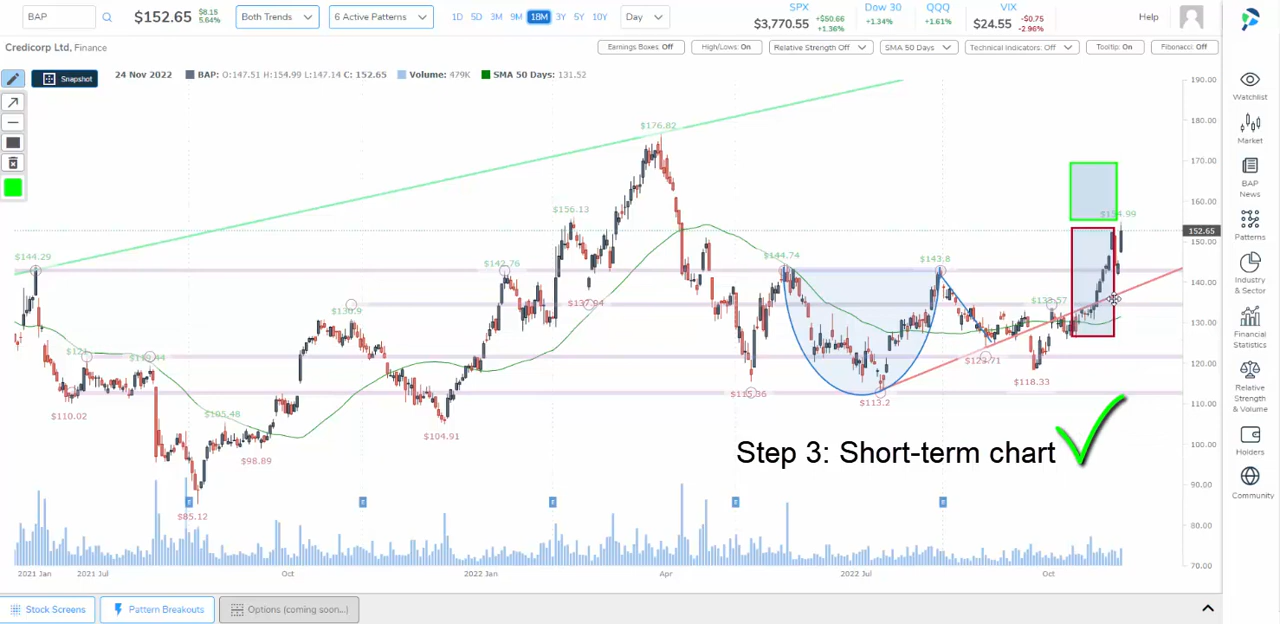 BAP
$152.65
$8.15
5.64%
Both Trends
6 Active Patterns
1D 5D 3M 9M 18M 3Y 5Y 10Y
Day
SPX
$3,770.55
+$50.66
+1.36%
Dow 30
+1.34%
QQQ
+1.61%
VIX
$24.55
-$0.75
-2.96%
Help
Credicorp Ltd, Finance
Earnings Boxes: Off
High/Lows: On
Relative Strength Off
SMA 50 Days
Technical Indicators: Off
Tooltip: On
Fibonacci: Off
Snapshot
24 Nov 2022
BAP: O:147.51 H:154.99 L:147.14 C: 152.65
Volume: 479K
SMA 50 Days: 131.52
190.00
180.00
170.00
160.00
152.65
150.00
140.00
130.00
120.00
110.00
100.00
90.00
80.00
70.00
$176.82
$156.13
$144.29
$142.76
$144.74
$143.8
$137.94
$130.9
$110.02
$105.48
$98.89
$104.91
$85.12
$115.36
$113.2
$123.71
$118.33
Step 3: Short-term chart
E
E
E
E
E
2021 Jan
2021 Jul
Oct
2022 Jan
Apr
2022 Jul
Oct
Stock Screens
Pattern Breakouts
Options (coming soon...)
Watchlist
Market
BAP
News
Patterns
Industry
& Sector
Financial
Statistics
Relative
Strength
& Volume
Holders
Community